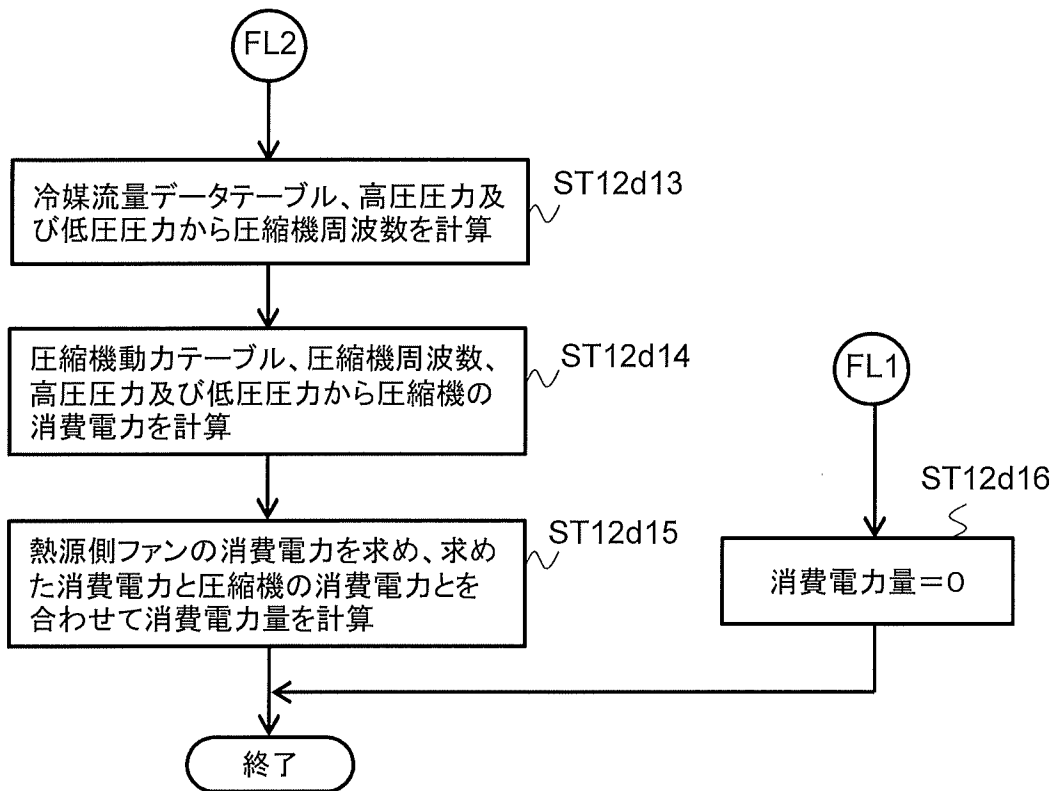 FL2
冷媒流量データテーブル、高圧圧力及
び低圧圧力から圧縮機周波数を計算
ST12d13
圧縮機動力テーブル、圧縮機周波数、
高圧圧力及び低圧圧力から圧縮機の
消費電力を計算
ST12d14
熱源側ファンの消費電力を求め、求め
た消費電力と圧縮機の消費電力とを
合わせて消費電力量を計算
ST12d15
FL1
ST12d16
消費電力量=0
終了